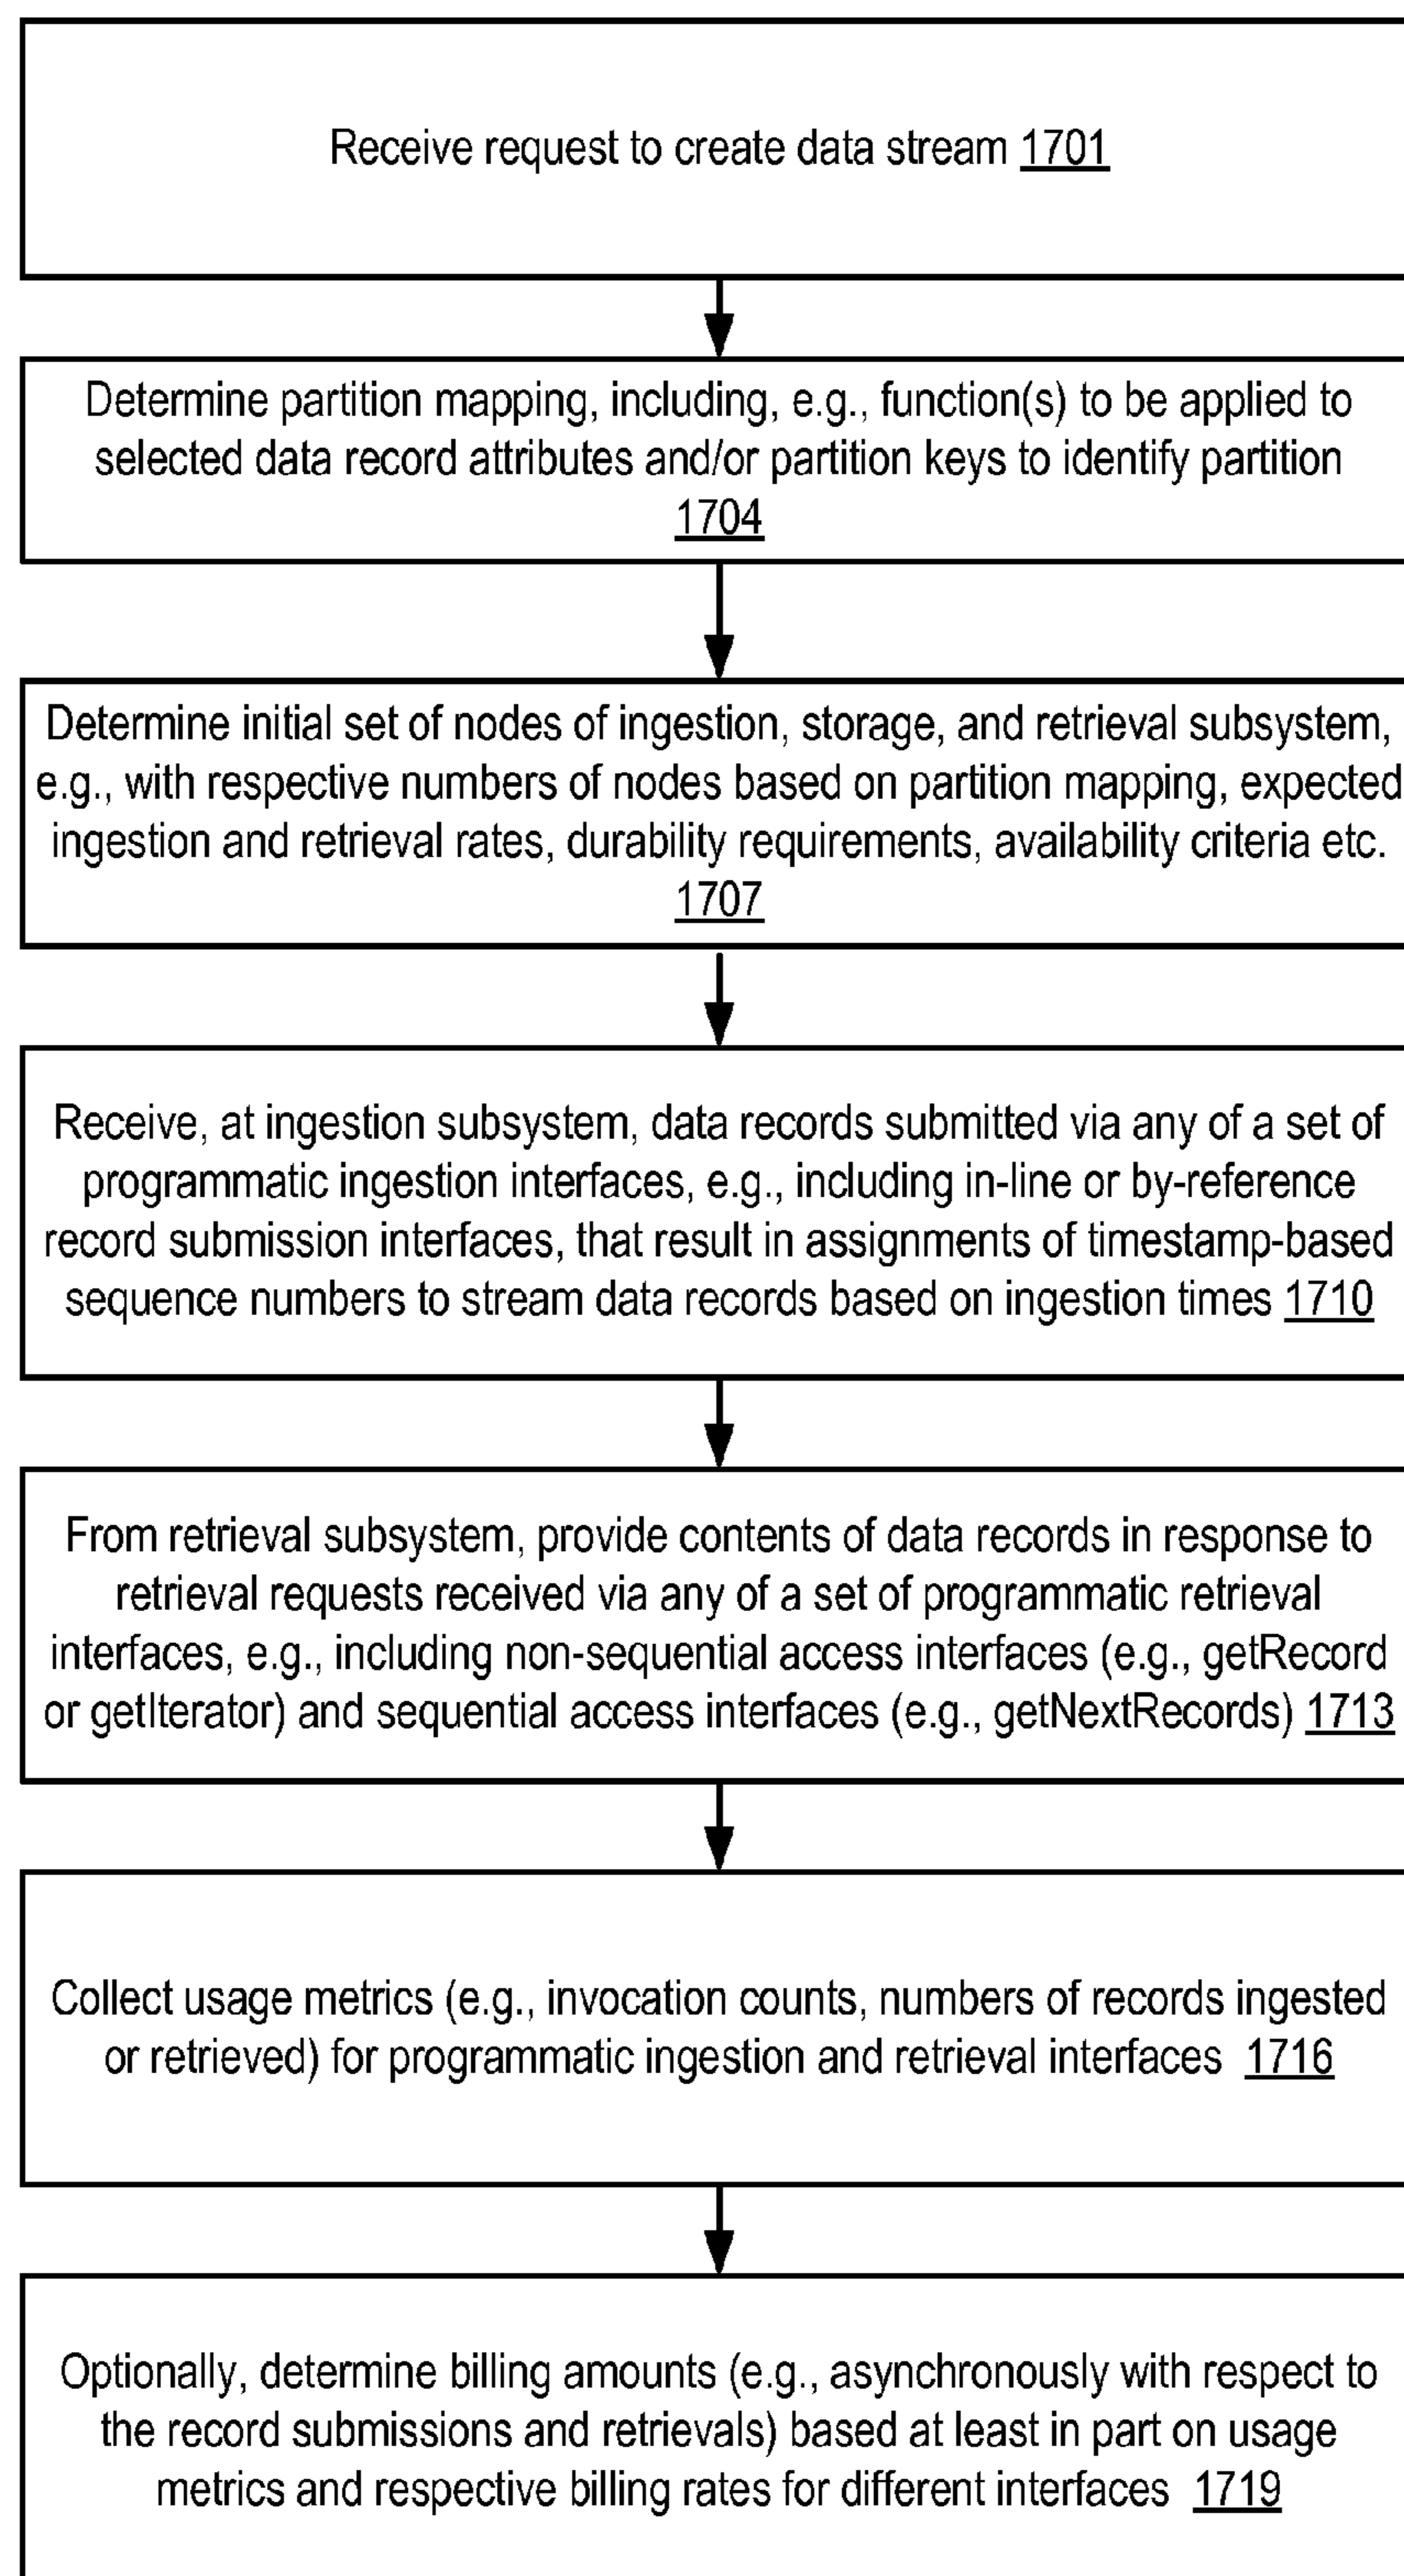 Receive request to create data stream 1701
Determine partition mapping, including, e.g., function(s) to be applied to
selected data record attributes and/or partition keys to identify partition
1704
Determine initial set of nodes of ingestion, storage, and retrieval subsystem,
e.g., with respective numbers of nodes based on partition mapping, expected
ingestion and retrieval rates, durability requirements, availability criteria etc.
1707
Receive, at ingestion subsystem, data records submitted via any of a set of
programmatic ingestion interfaces, e.g., including in-line or by-reference
record submission interfaces, that result in assignments of timestamp-based
sequence numbers to stream data records based on ingestion times 1710
From retrieval subsystem, provide contents of data records in response to
retrieval requests received via any of a set of programmatic retrieval
interfaces, e.g., including non-sequential access interfaces (e.g., getRecord
or getIterator) and sequential access interfaces (e.g., getNextRecords) 1713
Collect usage metrics (e.g., invocation counts, numbers of records ingested
or retrieved) for programmatic ingestion and retrieval interfaces 1716
Optionally, determine billing amounts (e.g., asynchronously with respect to
the record submissions and retrievals) based at least in part on usage
metrics and respective billing rates for different interfaces 1719